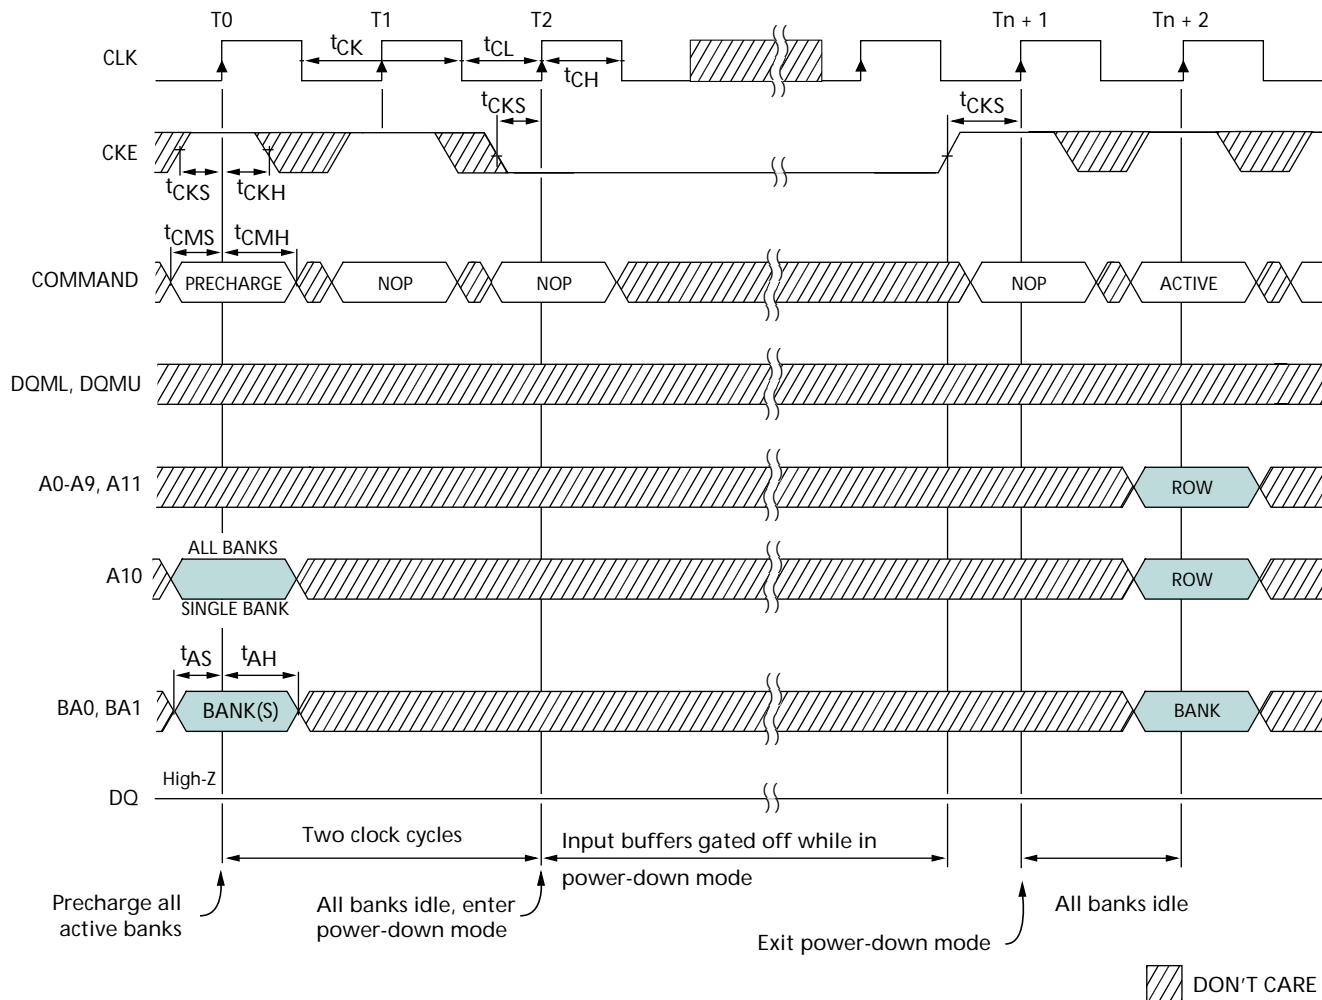 T0 T1 T2 Tn + 1 Tn + 2
CLK
tCK tCL
tCH
tCKS tCKS
CKE
tCKS tCKH
tCMS tCMH
COMMAND PRECHARGE NOP NOP NOP ACTIVE
DQML, DQMU
A0-A9, A11 ROW
ALL BANKS
A10 ROW
SINGLE BANK
tAS tAH
BA0, BA1 BANK(S) BANK
High-Z
DQ
Two clock cycles
Input buffers gated off while in
power-down mode
Precharge all
active banks
All banks idle, enter
power-down mode
Exit power-down mode
All banks idle
DON'T CARE